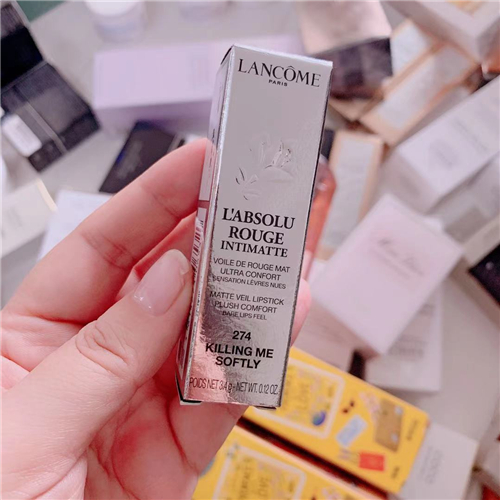 LANCÔME
PARIS
L'ABSOLU
ROUGE
INTIMATTE
VOILE DE ROUGE MAT
ULTRA CONFORT
SENSATION LÈVRES NUES
MATTE VEIL LIPSTICK
PLUSH COMFORT
BARE LIPS FEEL
274
KILLING ME
SOFTLY
POIDS NET 3,4 g - NET WT. 0.12 OZ.